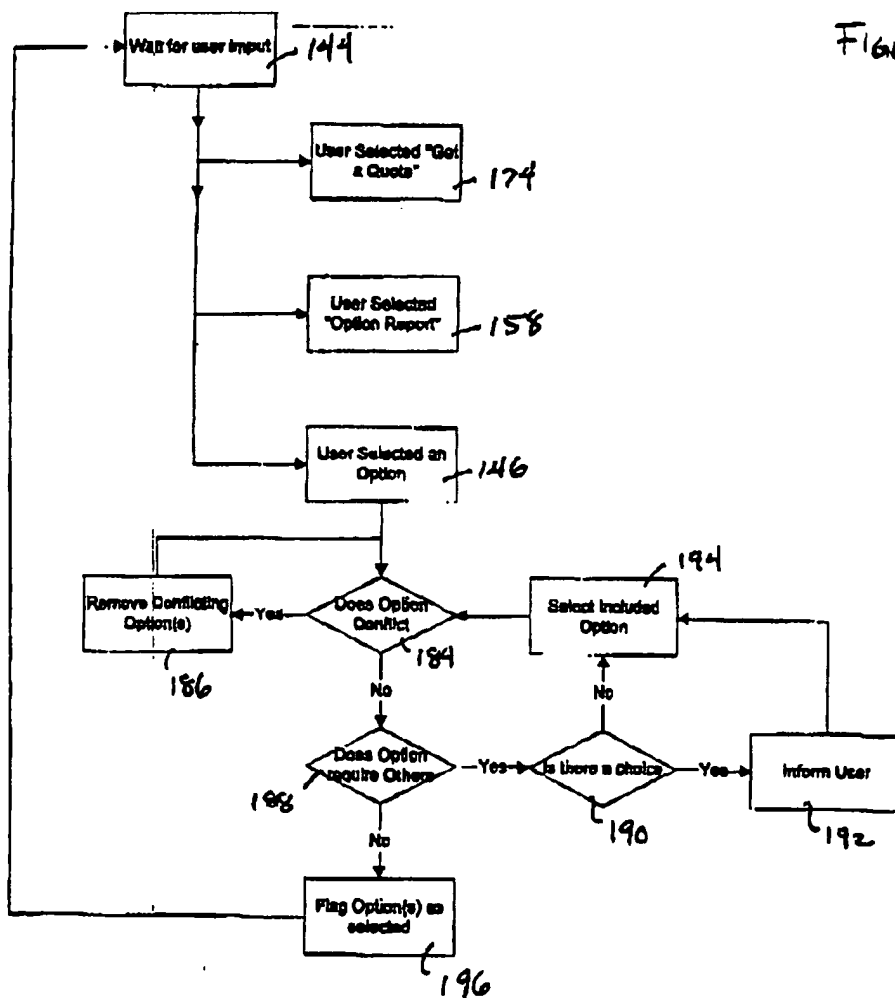 Wait for user input
144
User Selected "Get
a Quote"
174
User Selected
"Option Report"
158
User Selected an
Option
146
Remove Conflicting
Option(s)
186
Yes
Does Option
Conflict
184
Select Included
Option
194
No
No
Does Option
require Others
188
Yes
Is there a choice
190
Yes
Inform User
192
No
Flag Option(s) as
selected
196